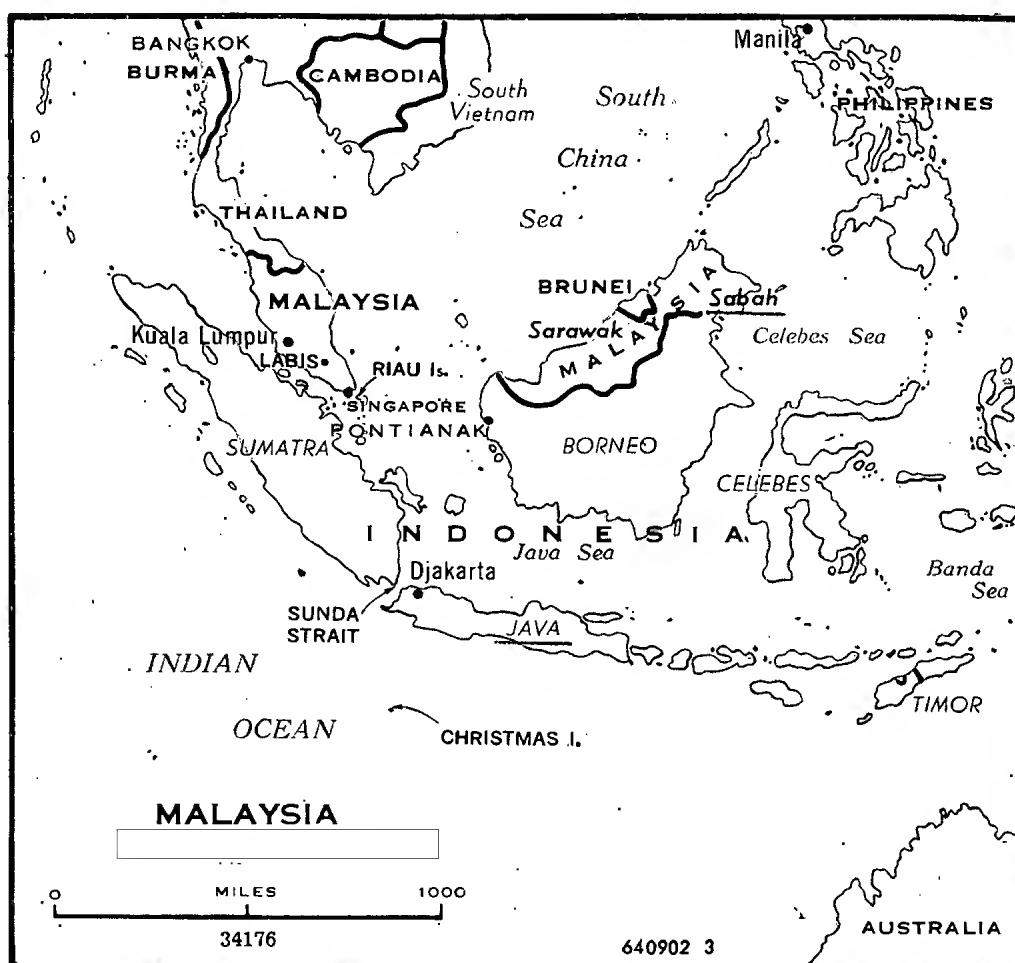 BANGKOK
BURMA
CAMBODIA
South
Vietnam
Manila
PHILIPPINES
South
China
Sea
THAILAND
MALAYSIA
BRUNEI
MALAYSIA
Sabah
Sarawak
Celebes Sea
Kuala Lumpur
LABIS
RIAU Is.
SINGAPORE
PONTIANAK
SUMATRA
BORNEO
CELEBES
INDONESIA
Java Sea
Banda
Sea
Djakarta
SUNDA
STRAIT
JAVA
INDIAN
OCEAN
TIMOR
CHRISTMAS I.
MALAYSIA
0 MILES 1000
34176
640902 3
AUSTRALIA